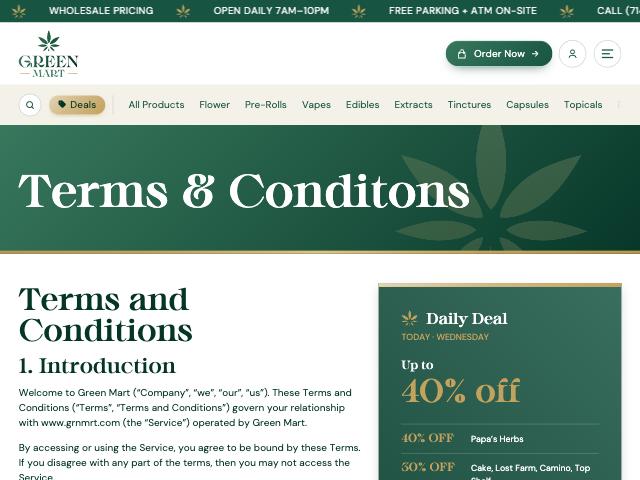 WHOLESALE PRICING OPEN DAILY 7AM–10PM FREE PARKING + ATM ON-SITE CALL (714
GREEN
MART
Order Now
Deals All Products Flower Pre-Rolls Vapes Edibles Extracts Tinctures Capsules Topicals
Terms & Conditons
Terms and
Conditions
1. Introduction
Welcome to Green Mart (“Company”, “we”, “our”, “us”). These Terms and
Conditions (“Terms”, “Terms and Conditions”) govern your relationship
with www.grnmrt.com (the “Service”) operated by Green Mart.
By accessing or using the Service, you agree to be bound by these Terms.
If you disagree with any part of the terms, then you may not access the
Service.
Daily Deal
TODAY · WEDNESDAY
Up to
40% off
40% OFF Papa’s Herbs
30% OFF Cake, Lost Farm, Camino, Top
Shelf